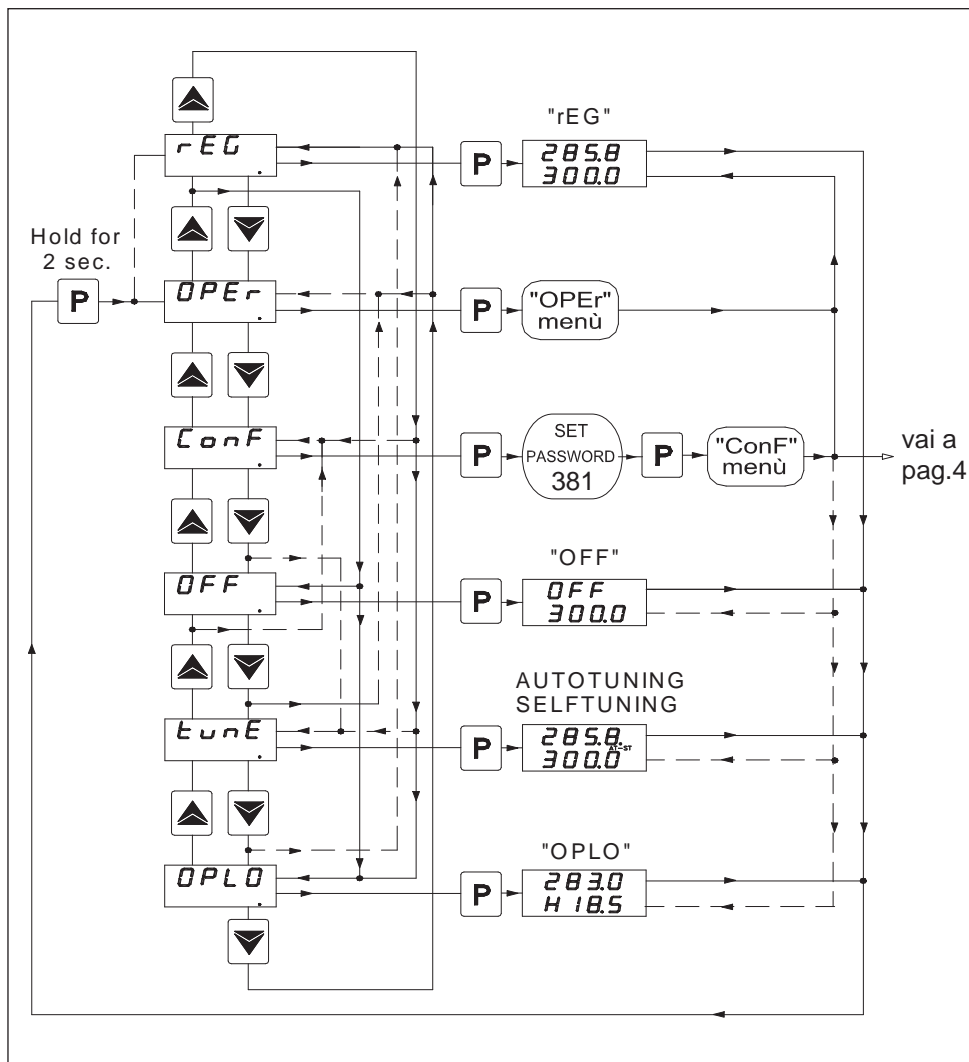 "rEG"
rEG
.
P
285.8
300.0
Hold for
2 sec.
P
OPEr
.
P
"OPEr"
menù
ConF
P
SET
PASSWORD
381
P
"ConF"
menù
vai a
pag.4
"OFF"
OFF
.
P
OFF
300.0
AUTOTUNING
SELFTUNING
tunE
.
P
285.8.
300.0 AT-ST
"OPLO"
OPLO
.
P
283.0
H 18.5